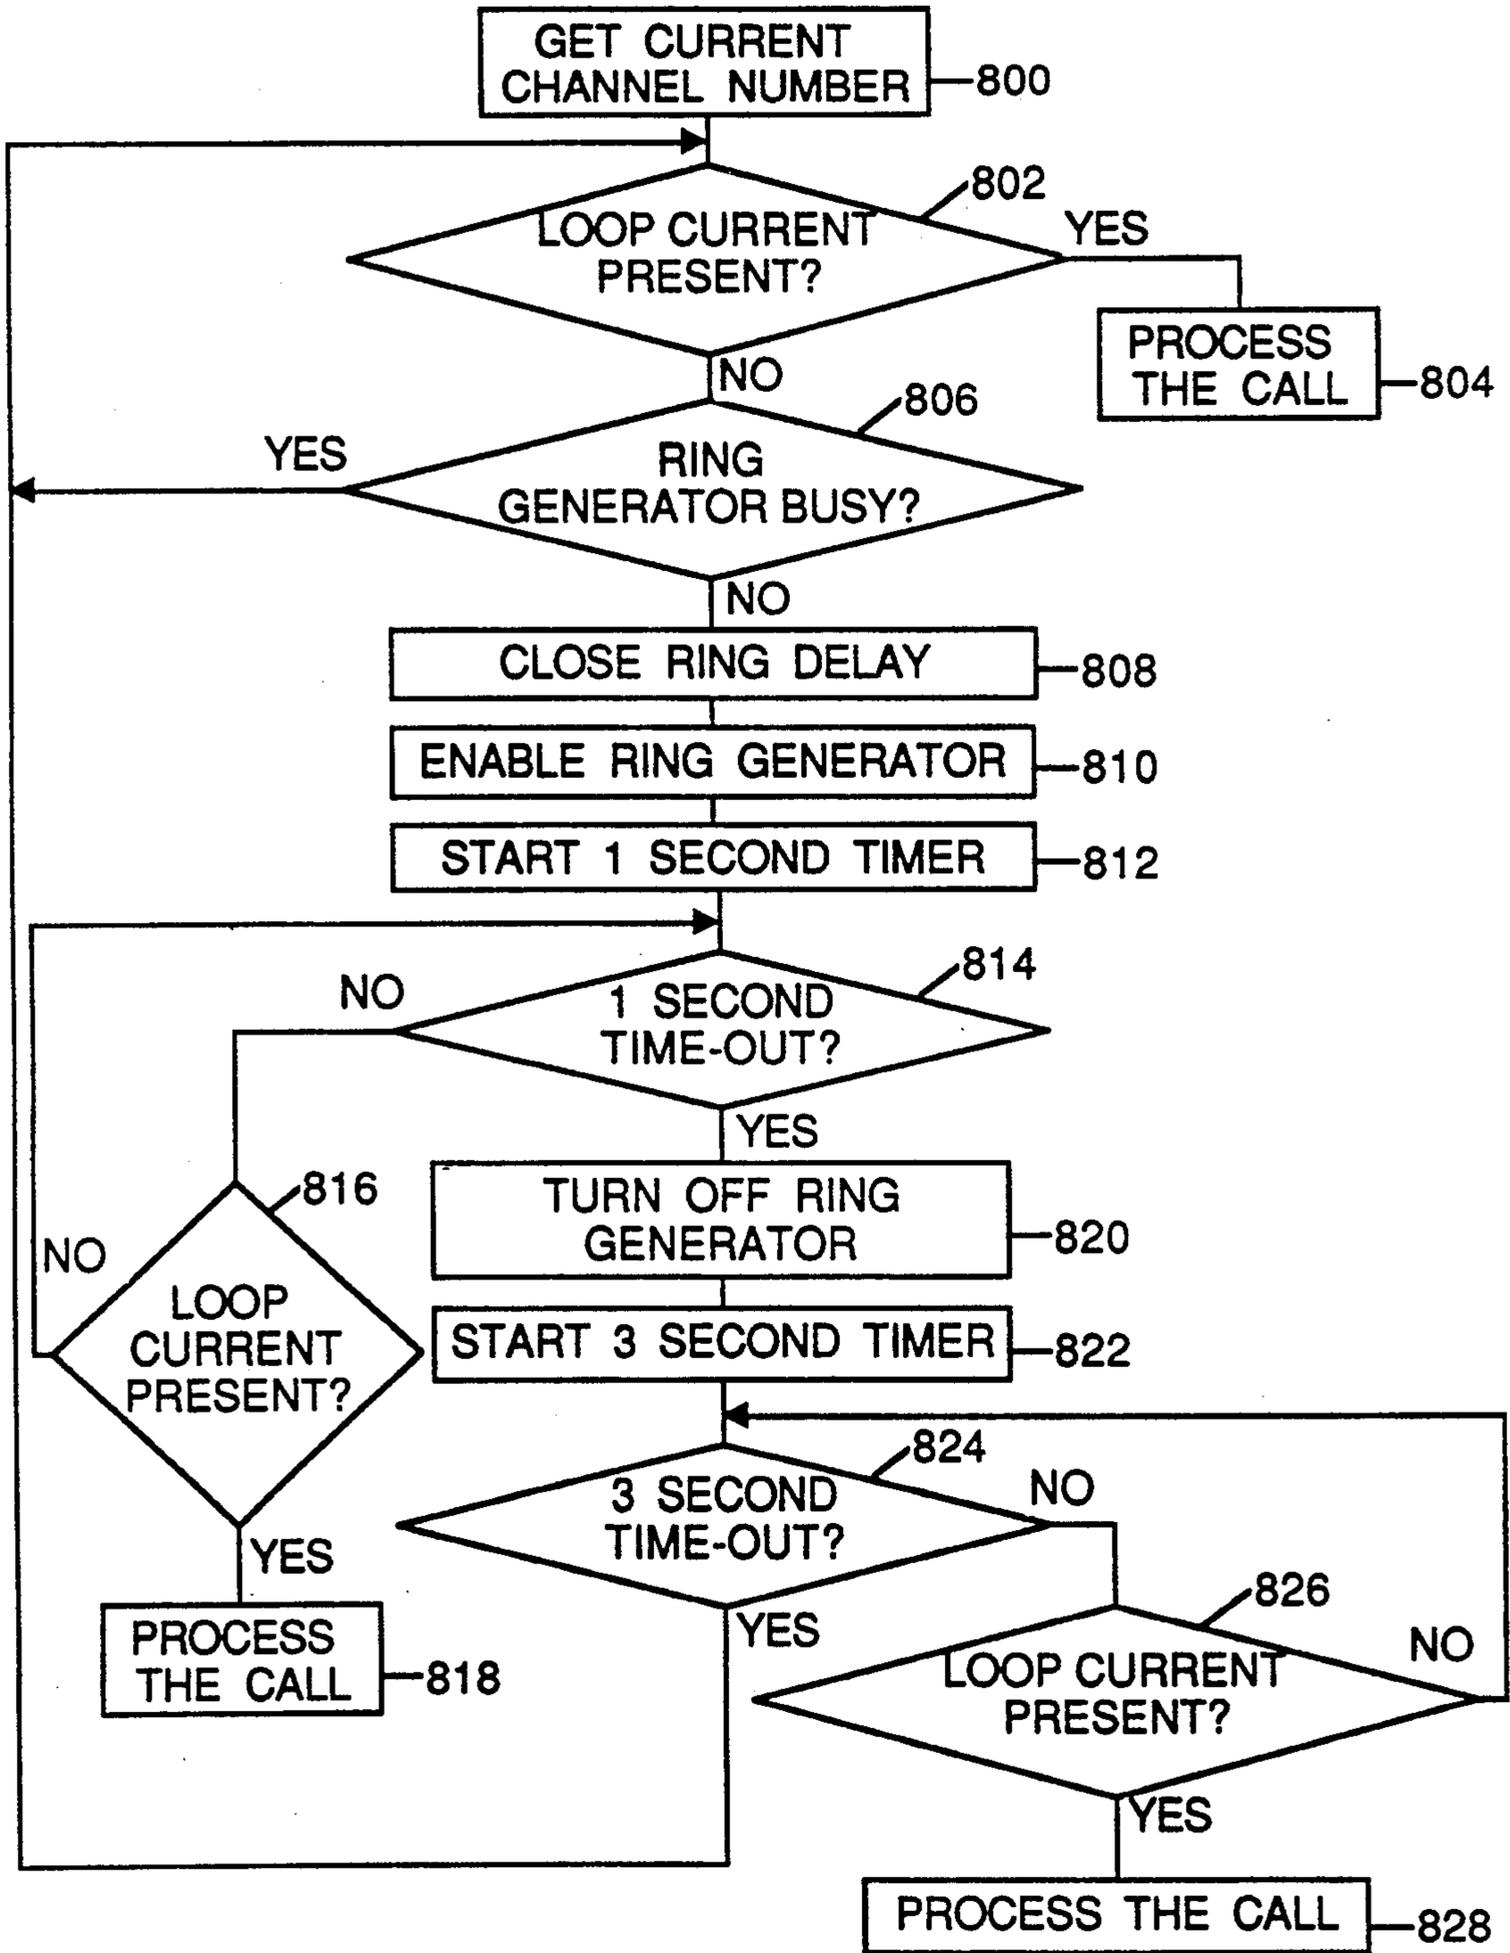 GET CURRENT
CHANNEL NUMBER
800
802
LOOP CURRENT
PRESENT?
YES
PROCESS
THE CALL
804
NO
806
YES
RING
GENERATOR BUSY?
NO
CLOSE RING DELAY
808
ENABLE RING GENERATOR
810
START 1 SECOND TIMER
812
814
NO
1 SECOND
TIME-OUT?
YES
816
NO
LOOP
CURRENT
PRESENT?
YES
PROCESS
THE CALL
818
TURN OFF RING
GENERATOR
820
START 3 SECOND TIMER
822
824
3 SECOND
TIME-OUT?
NO
YES
826
LOOP CURRENT
PRESENT?
NO
YES
PROCESS THE CALL
828